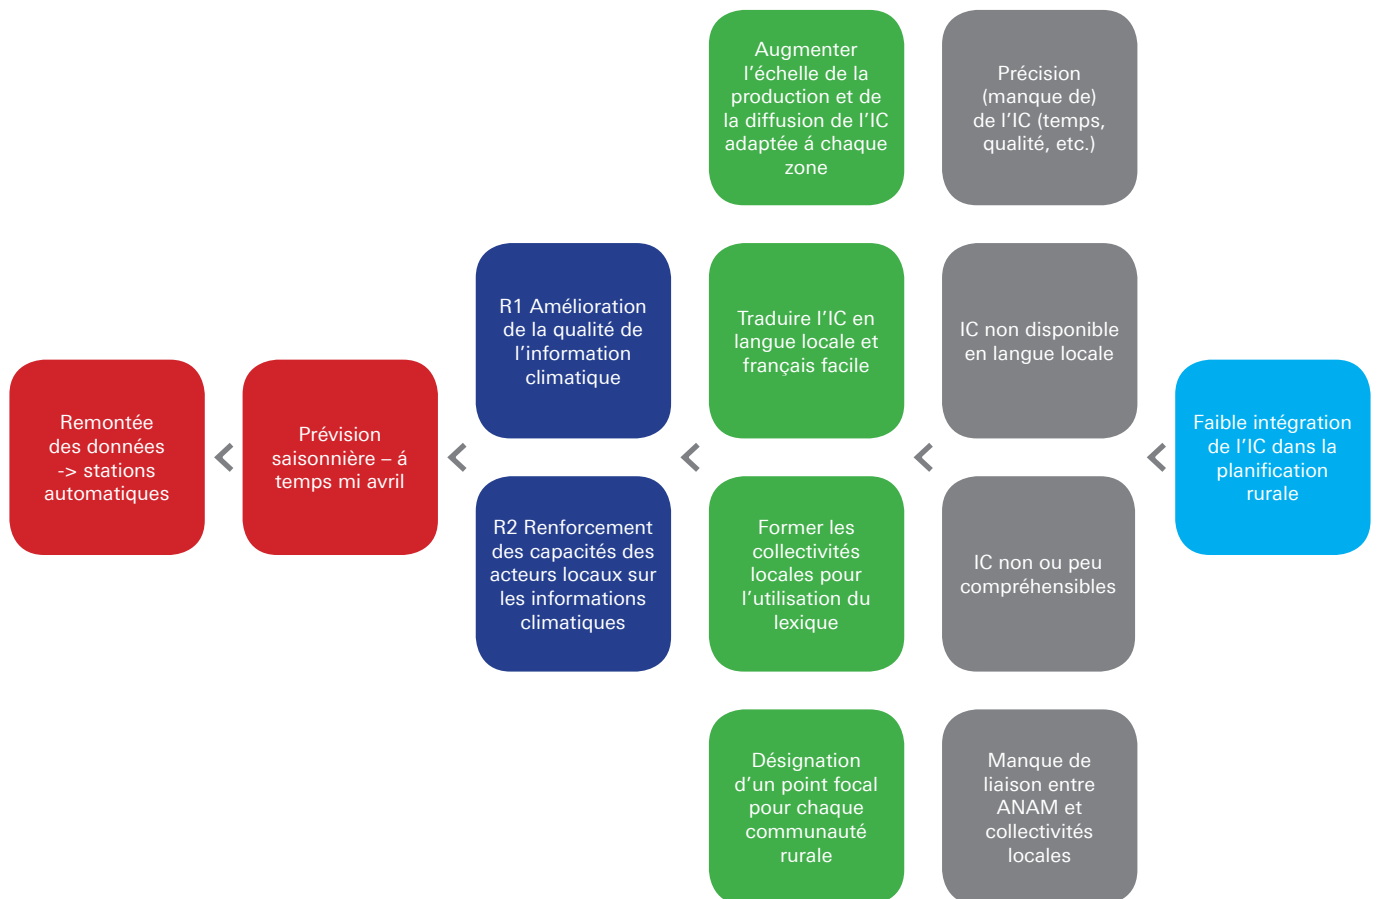 Augmenter
l’échelle de la
production et de
la diffusion de l’IC
adaptée á chaque
zone
Précision
(manque de)
de l’IC (temps,
qualité, etc.)
R1 Amélioration
de la qualité de
l’information
climatique
Traduire l’IC en
langue locale et
français facile
IC non disponible
en langue locale
Remontée
des données
-> stations
automatiques
Prévision
saisonnière – á
temps mi avril
Faible intégration
de l’IC dans la
planification
rurale
R2 Renforcement
des capacités des
acteurs locaux sur
les informations
climatiques
Former les
collectivités
locales pour
l’utilisation du
lexique
IC non ou peu
compréhensibles
Désignation
d’un point focal
pour chaque
communauté
rurale
Manque de
liaison entre
ANAM et
collectivités
locales